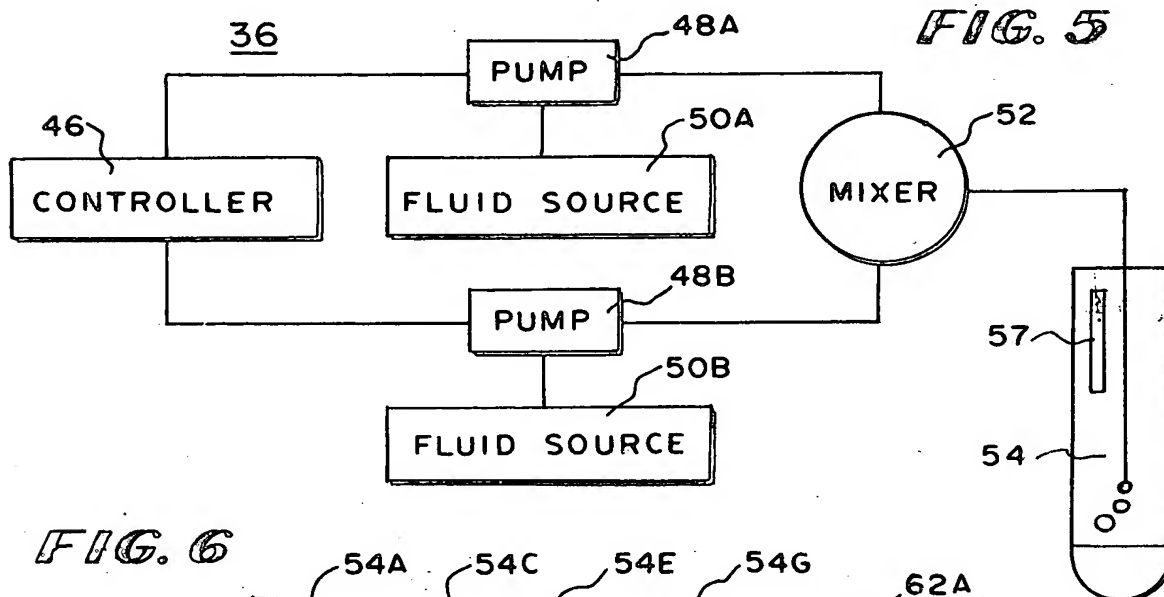 FIG. 5
36
48A
PUMP
46
50A
52
CONTROLLER
FLUID SOURCE
MIXER
48B
PUMP
57
50B
FLUID SOURCE
54
FIG. 6
54A 54C 54E 54G 62A